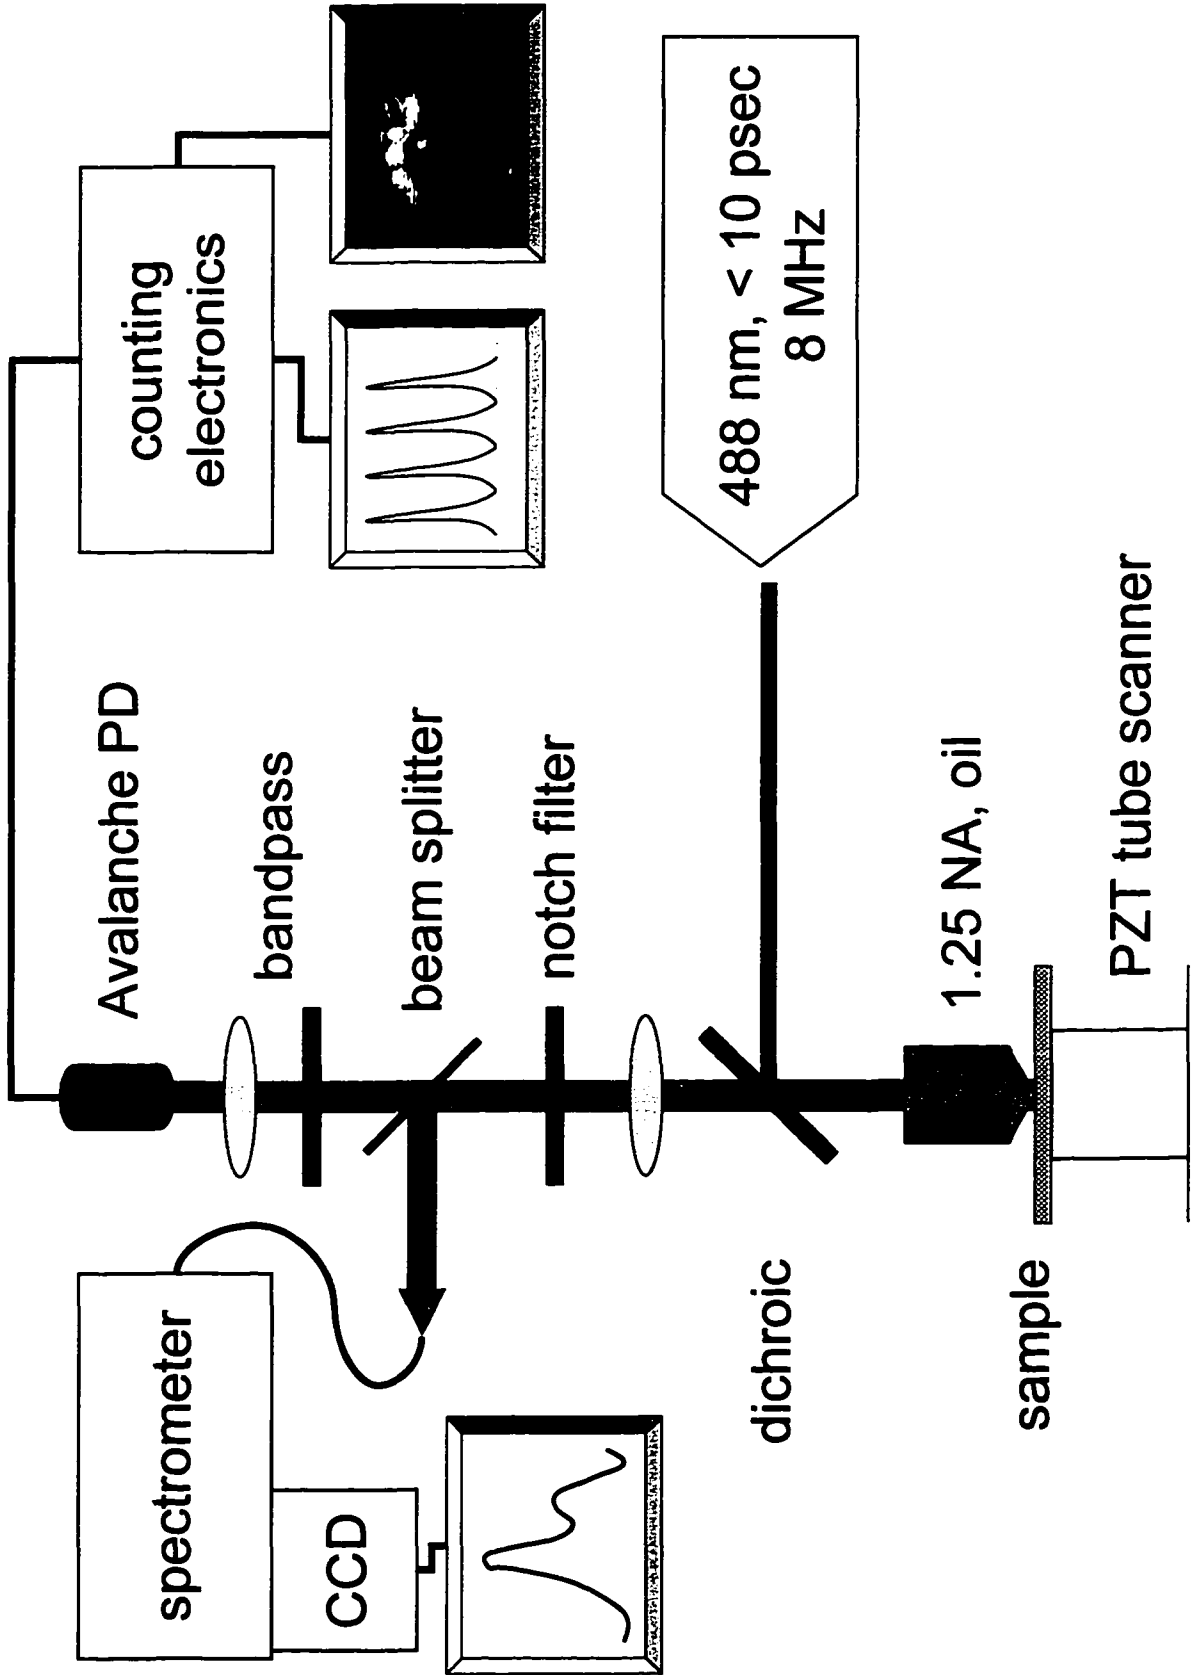 spectrometer
CCD
Avalanche PD
bandpass
beam splitter
notch filter
dichroic
1.25 NA, oil
sample
PZT tube scanner
counting
electronics
488 nm, < 10 psec
8 MHz